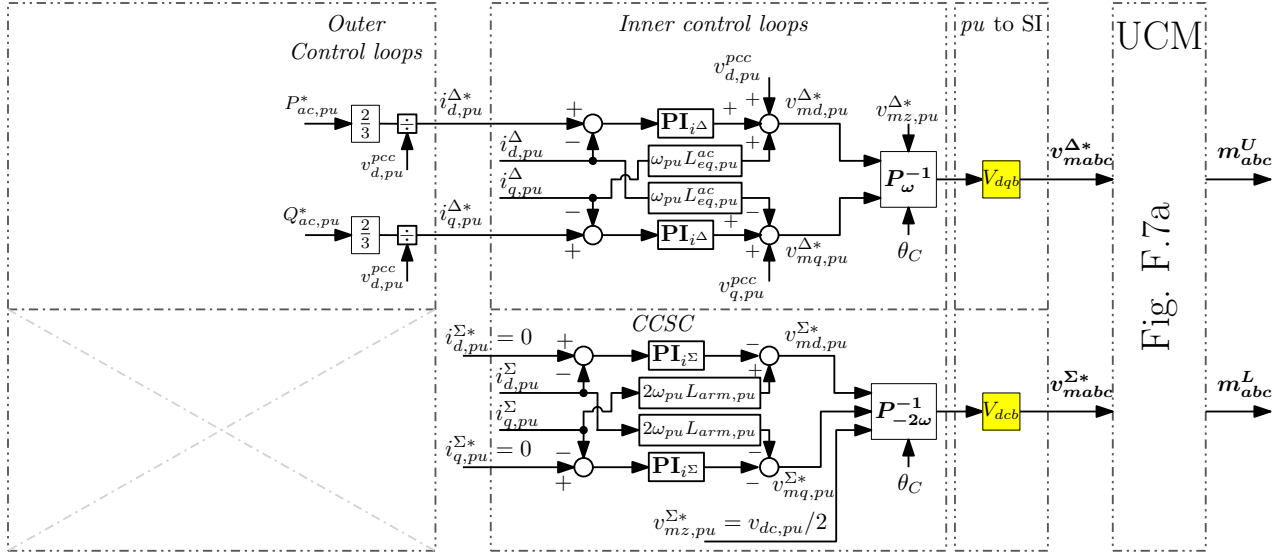 Outer
Control loops
Inner control loops
pu to SI
UCM
P*ac,pu
2/3
÷
v^pcc_d,pu
i^Δ*_d,pu
+
−
PI_i^Δ
+
+
v^pcc_d,pu
v^Δ*_md,pu
v^Δ*_mz,pu
i^Δ_d,pu
ω_pu L^ac_eq,pu
+
i^Δ_q,pu
ω_pu L^ac_eq,pu
−
P^-1_ω
V_dqb
v^Δ*_mabc
m^U_abc
Q*ac,pu
2/3
÷
v^pcc_d,pu
i^Δ*_q,pu
−
+
PI_i^Δ
+
+
v^Δ*_mq,pu
v^pcc_q,pu
θ_C
Fig. F.7a
CCSC
i^Σ*_d,pu = 0
+
−
PI_i^Σ
−
+
v^Σ*_md,pu
i^Σ_d,pu
2ω_pu L_arm,pu
i^Σ_q,pu
2ω_pu L_arm,pu
P^-1_-2ω
V_dcb
v^Σ*_mabc
m^L_abc
i^Σ*_q,pu = 0
−
+
PI_i^Σ
−
−
v^Σ*_mq,pu
θ_C
v^Σ*_mz,pu = v_dc,pu/2